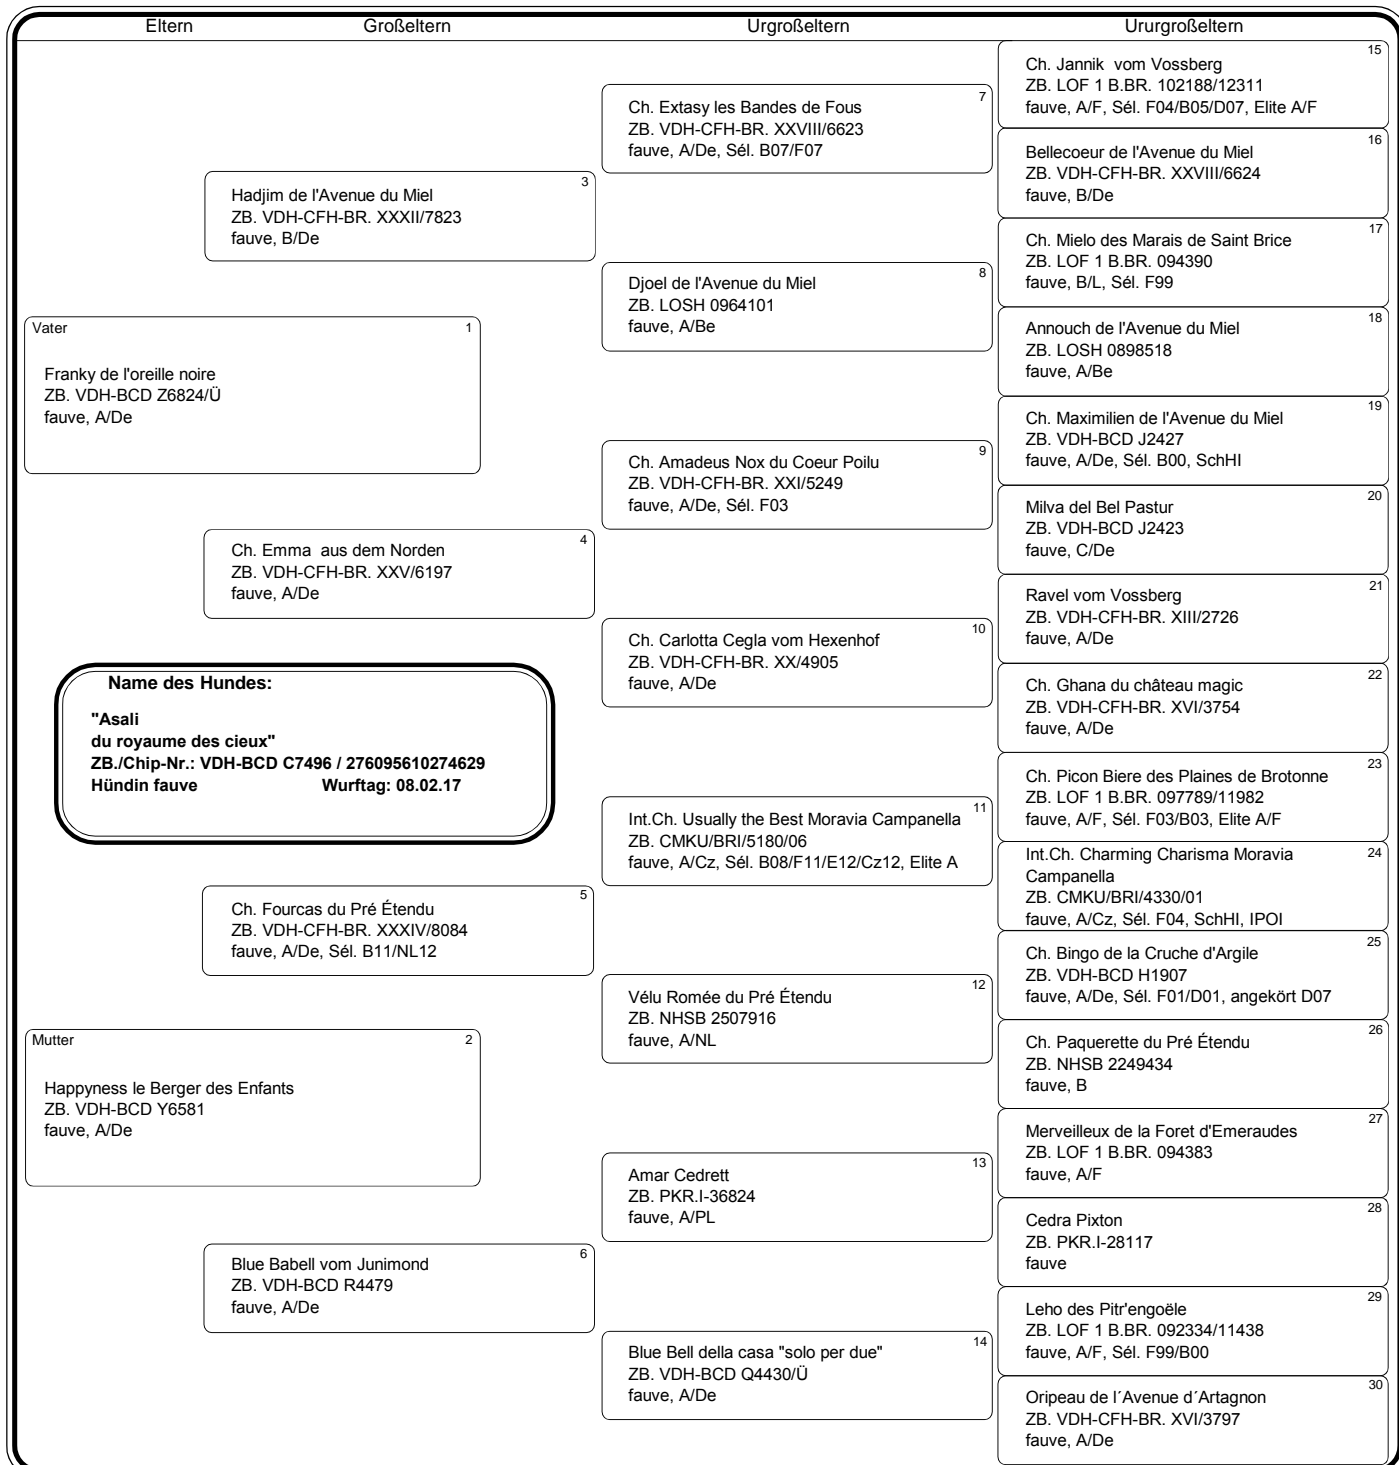 Eltern Großeltern Urgroßeltern Ururgroßeltern
Vater 1
Franky de l'oreille noire
ZB. VDH-BCD Z6824/Ü
fauve, A/De
Mutter 2
Happyness le Berger des Enfants
ZB. VDH-BCD Y6581
fauve, A/De
Name des Hundes:
"Asali
du royaume des cieux"
ZB./Chip-Nr.: VDH-BCD C7496 / 276095610274629
Hündin fauve Wurftag: 08.02.17
3
Hadjim de l'Avenue du Miel
ZB. VDH-CFH-BR. XXXII/7823
fauve, B/De
4
Ch. Emma aus dem Norden
ZB. VDH-CFH-BR. XXV/6197
fauve, A/De
5
Ch. Fourcas du Pré Étendu
ZB. VDH-CFH-BR. XXXIV/8084
fauve, A/De, Sél. B11/NL12
6
Blue Babell vom Junimond
ZB. VDH-BCD R4479
fauve, A/De
7
Ch. Extasy les Bandes de Fous
ZB. VDH-CFH-BR. XXVIII/6623
fauve, A/De, Sél. B07/F07
8
Djoel de l'Avenue du Miel
ZB. LOSH 0964101
fauve, A/Be
9
Ch. Amadeus Nox du Coeur Poilu
ZB. VDH-CFH-BR. XXI/5249
fauve, A/De, Sél. F03
10
Ch. Carlotta Cegla vom Hexenhof
ZB. VDH-CFH-BR. XX/4905
fauve, A/De
11
Int.Ch. Usually the Best Moravia Campanella
ZB. CMKU/BRI/5180/06
fauve, A/Cz, Sél. B08/F11/E12/Cz12, Elite A
12
Vélu Romée du Pré Étendu
ZB. NHSB 2507916
fauve, A/NL
13
Amar Cedrett
ZB. PKR.I-36824
fauve, A/PL
14
Blue Bell della casa "solo per due"
ZB. VDH-BCD Q4430/Ü
fauve, A/De
15
Ch. Jannik vom Vossberg
ZB. LOF 1 B.BR. 102188/12311
fauve, A/F, Sél. F04/B05/D07, Elite A/F
16
Bellecoeur de l'Avenue du Miel
ZB. VDH-CFH-BR. XXVIII/6624
fauve, B/De
17
Ch. Mielo des Marais de Saint Brice
ZB. LOF 1 B.BR. 094390
fauve, B/L, Sél. F99
18
Annouch de l'Avenue du Miel
ZB. LOSH 0898518
fauve, A/Be
19
Ch. Maximilien de l'Avenue du Miel
ZB. VDH-BCD J2427
fauve, A/De, Sél. B00, SchHI
20
Milva del Bel Pastur
ZB. VDH-BCD J2423
fauve, C/De
21
Ravel vom Vossberg
ZB. VDH-CFH-BR. XIII/2726
fauve, A/De
22
Ch. Ghana du château magic
ZB. VDH-CFH-BR. XVI/3754
fauve, A/De
23
Ch. Picon Biere des Plaines de Brotonne
ZB. LOF 1 B.BR. 097789/11982
fauve, A/F, Sél. F03/B03, Elite A/F
24
Int.Ch. Charming Charisma Moravia
Campanella
ZB. CMKU/BRI/4330/01
fauve, A/Cz, Sél. F04, SchHI, IPOI
25
Ch. Bingo de la Cruche d'Argile
ZB. VDH-BCD H1907
fauve, A/De, Sél. F01/D01, angekört D07
26
Ch. Paquerette du Pré Étendu
ZB. NHSB 2249434
fauve, B
27
Merveilleux de la Foret d'Emeraudes
ZB. LOF 1 B.BR. 094383
fauve, A/F
28
Cedra Pixton
ZB. PKR.I-28117
fauve
29
Leho des Pitr'engoële
ZB. LOF 1 B.BR. 092334/11438
fauve, A/F, Sél. F99/B00
30
Oripeau de l´Avenue d´Artagnon
ZB. VDH-CFH-BR. XVI/3797
fauve, A/De